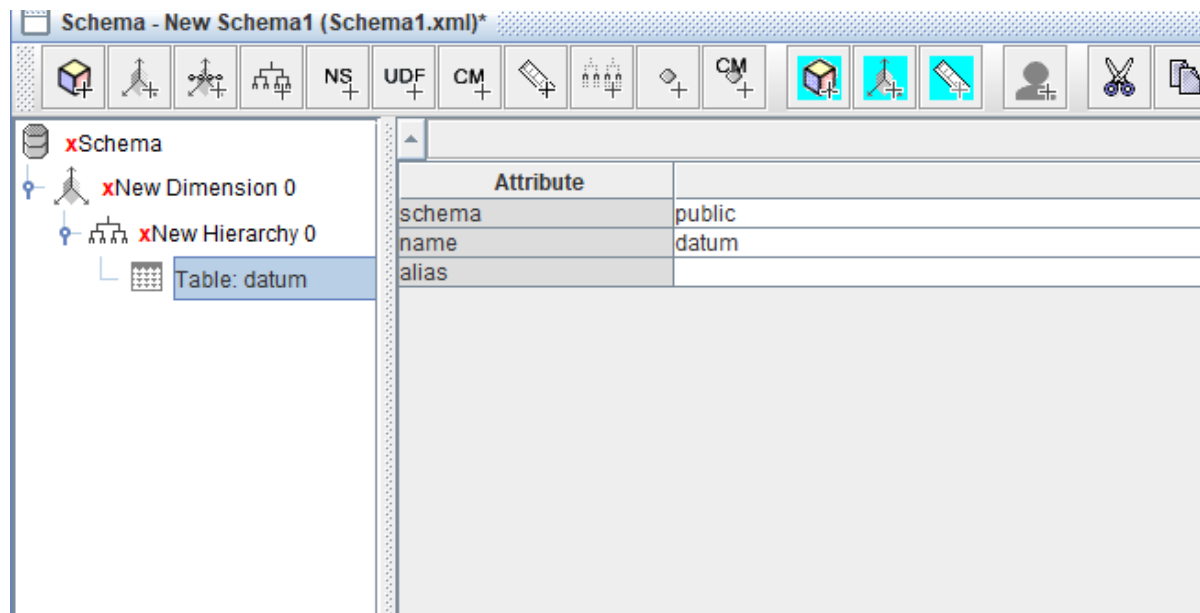 Schema - New Schema1 (Schema1.xml)*
NS UDF CM CM
xSchema
xNew Dimension 0
xNew Hierarchy 0
Table: datum
Attribute
schema public
name datum
alias